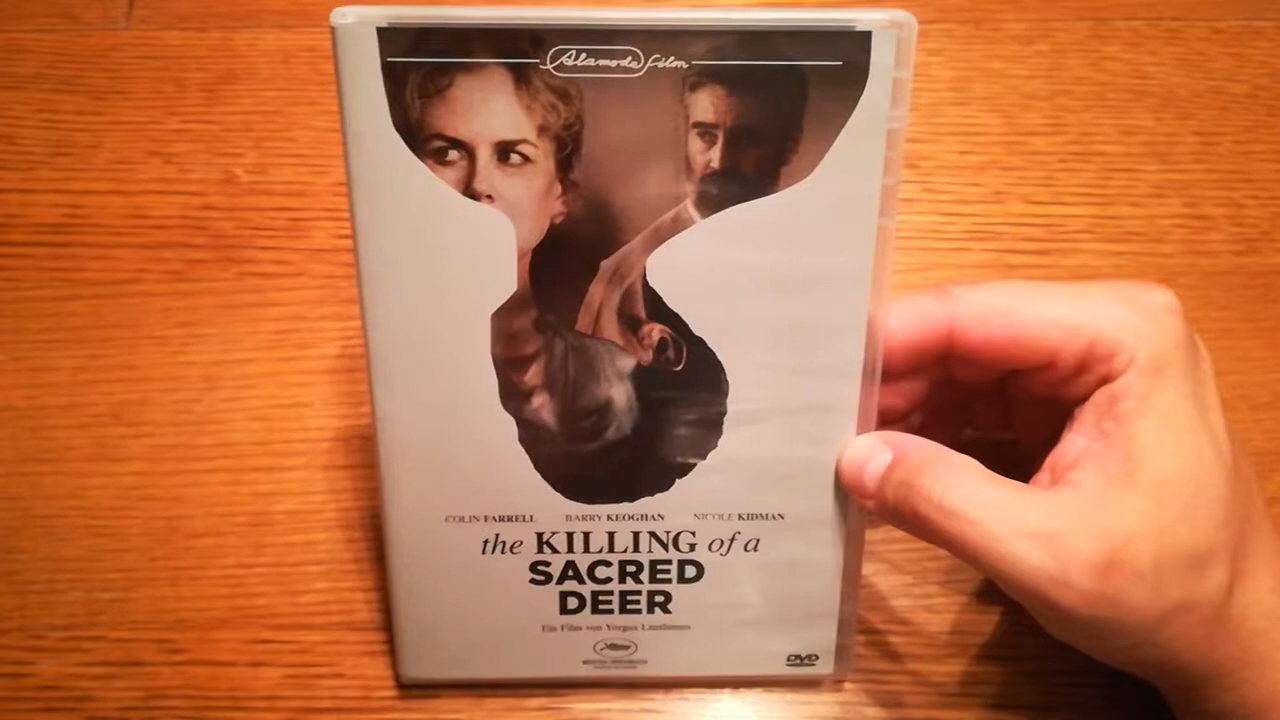 Alamode film
COLIN FARRELL BARRY KEOGHAN NICOLE KIDMAN
the KILLING of a
SACRED
DEER
Ein Film von Yorgos Lanthimos
DVD